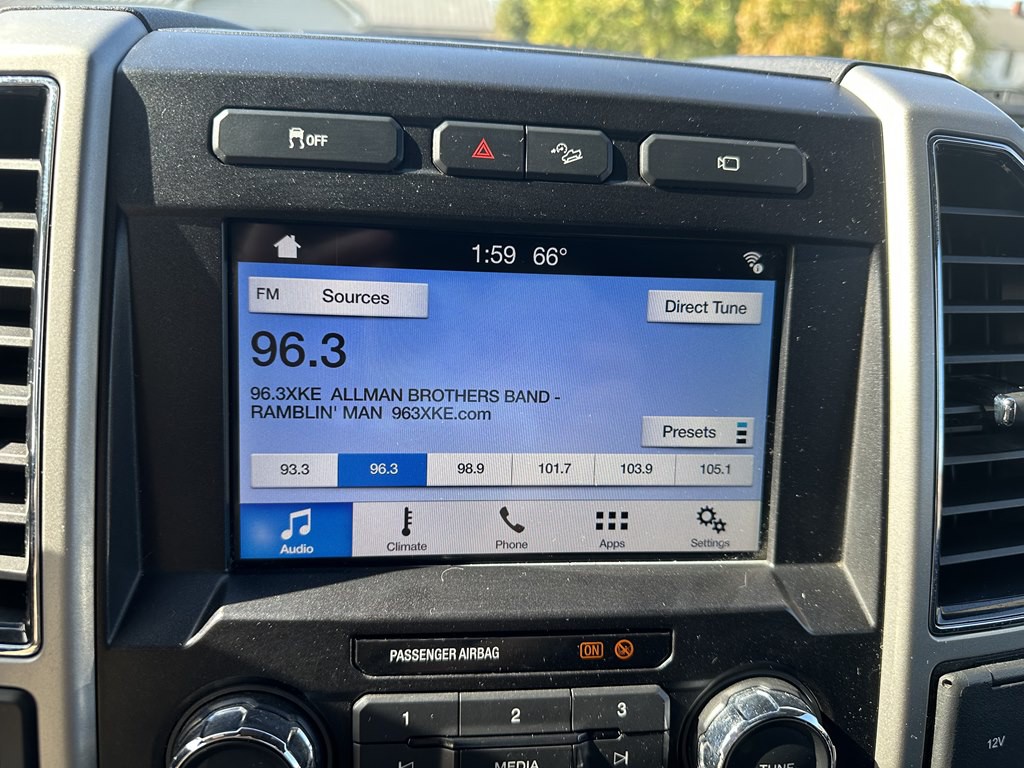 OFF
1:59 66°
FM Sources
Direct Tune
96.3
96.3XKE ALLMAN BROTHERS BAND -
RAMBLIN' MAN 963XKE.com
Presets
93.3 96.3 98.9 101.7 103.9 105.1
Audio Climate Phone Apps Settings
PASSENGER AIRBAG ON
1 2 3
MEDIA
TUNE
12V